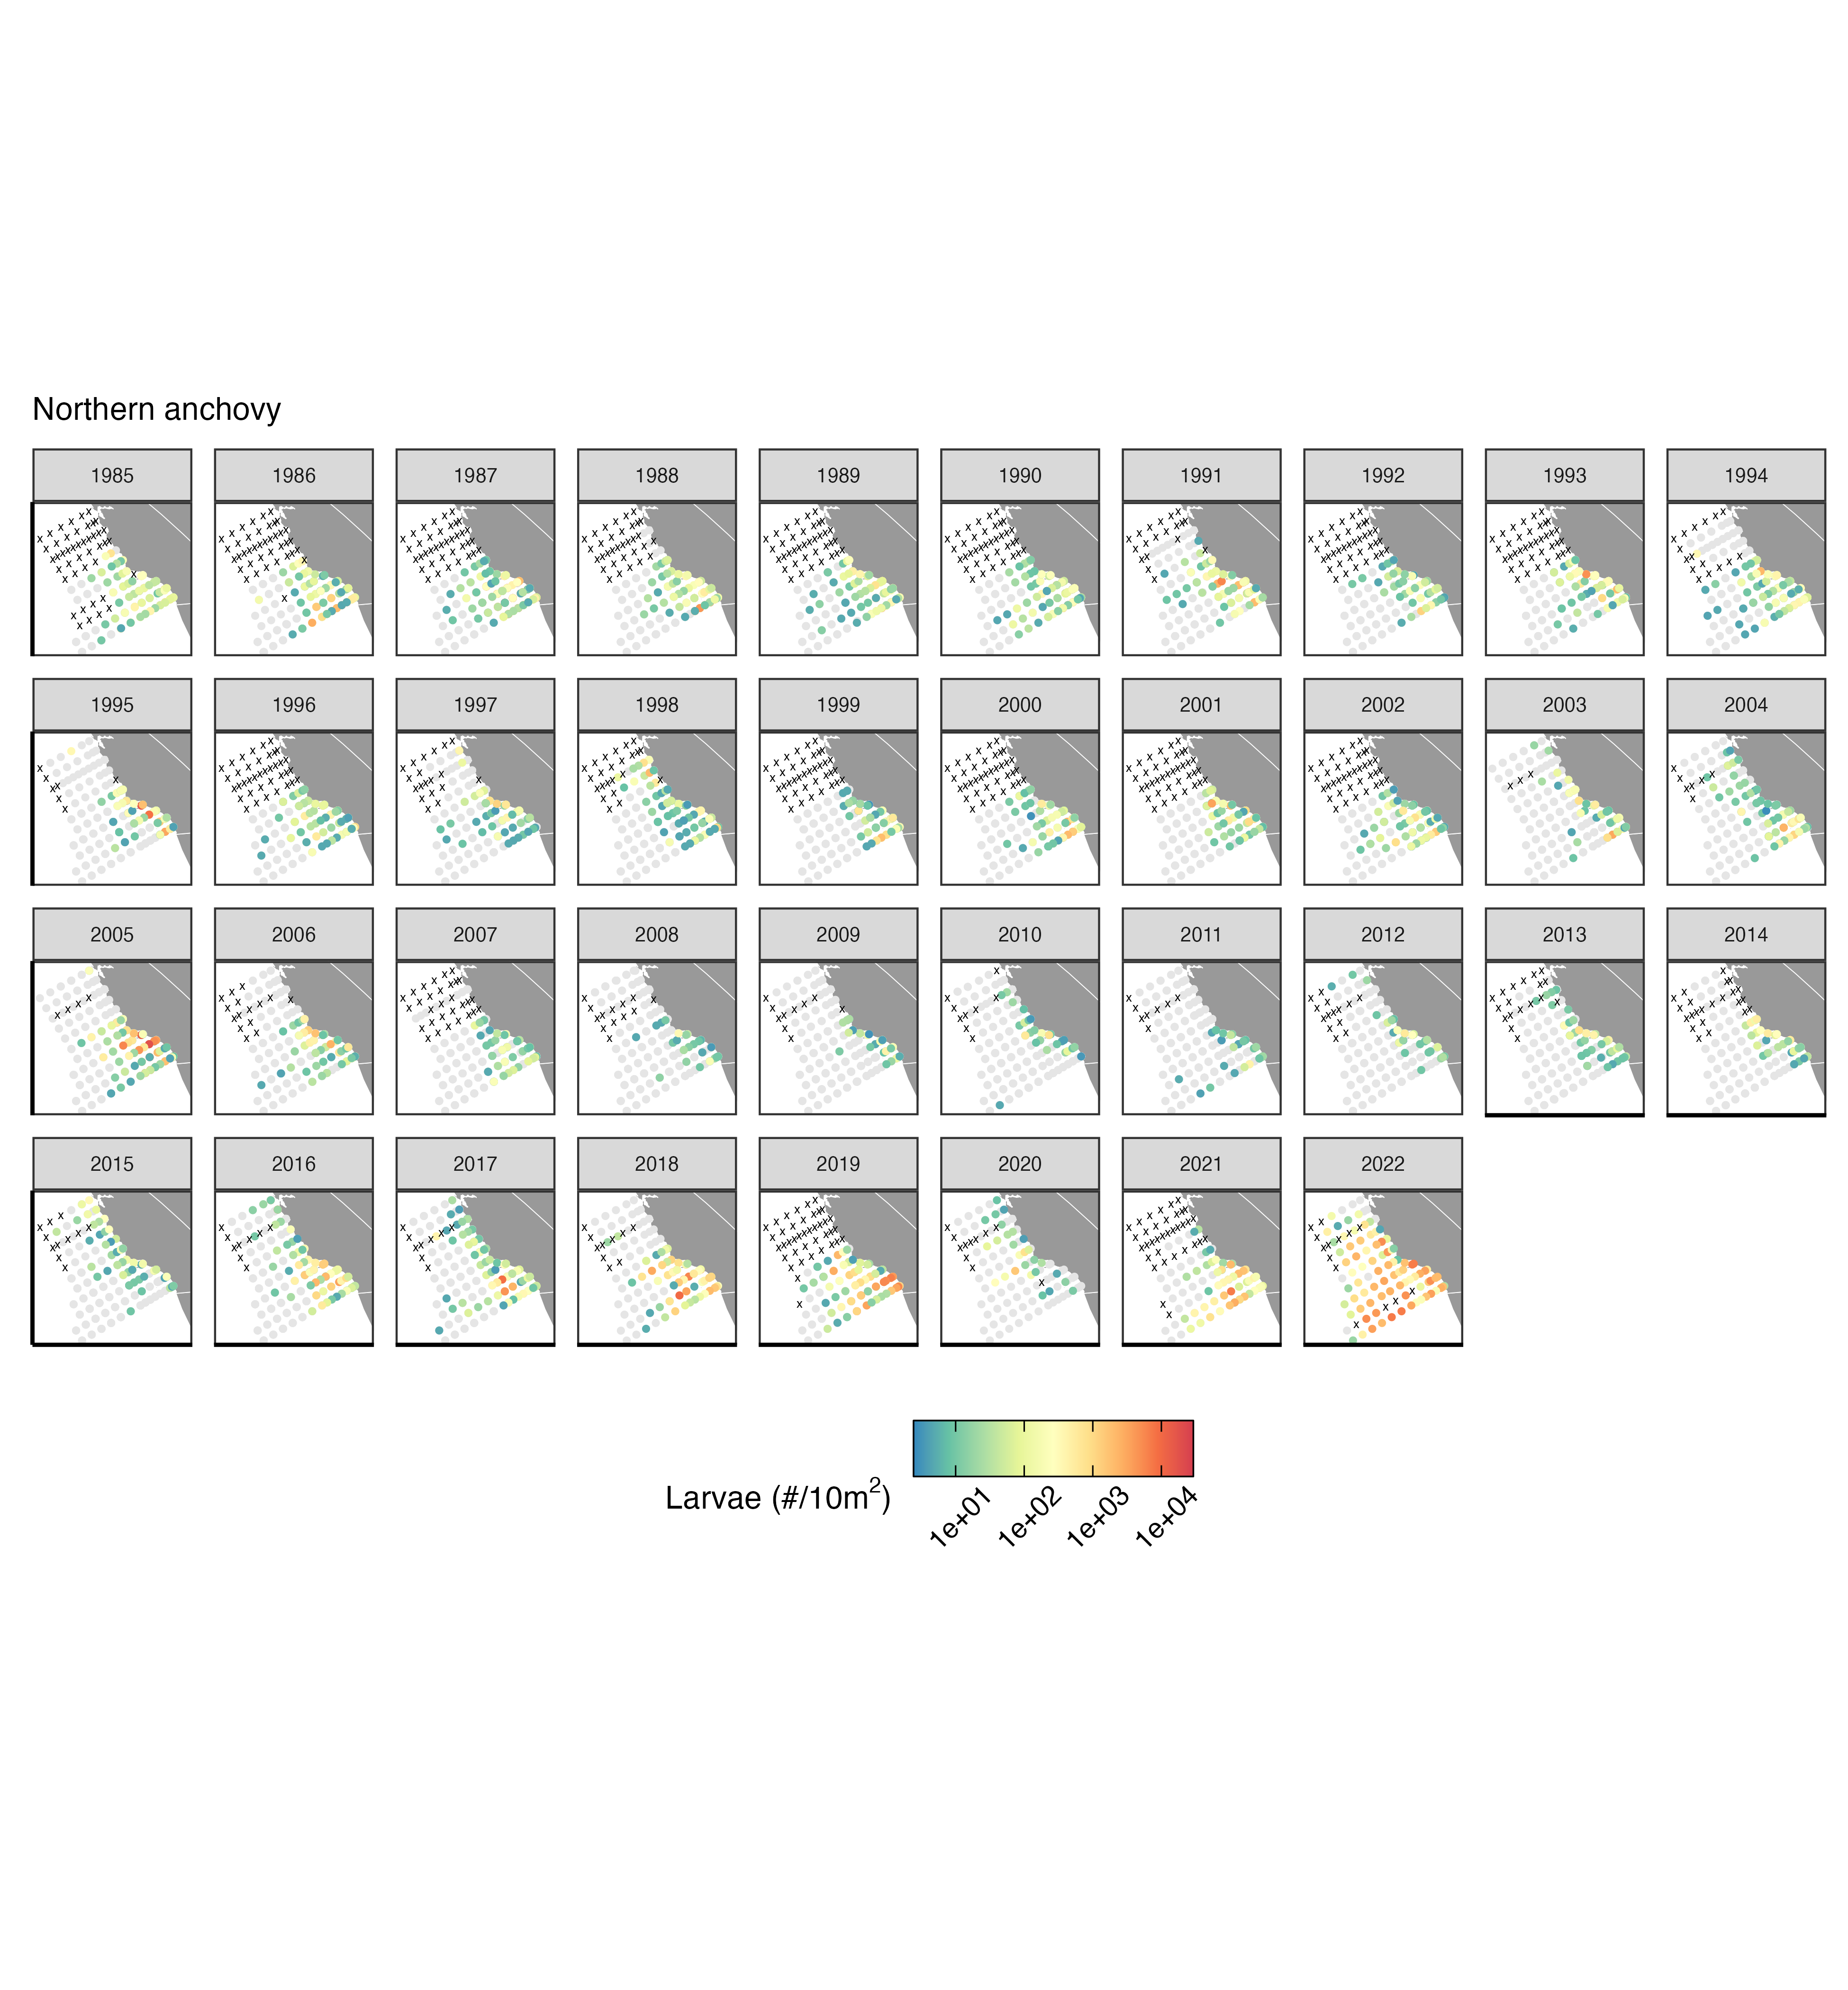 Northern anchovy
1985 1986 1987 1988 1989 1990 1991 1992 1993 1994
1995 1996 1997 1998 1999 2000 2001 2002 2003 2004
2005 2006 2007 2008 2009 2010 2011 2012 2013 2014
2015 2016 2017 2018 2019 2020 2021 2022
Larvae (#/10m²)
1e+01 1e+02 1e+03 1e+04